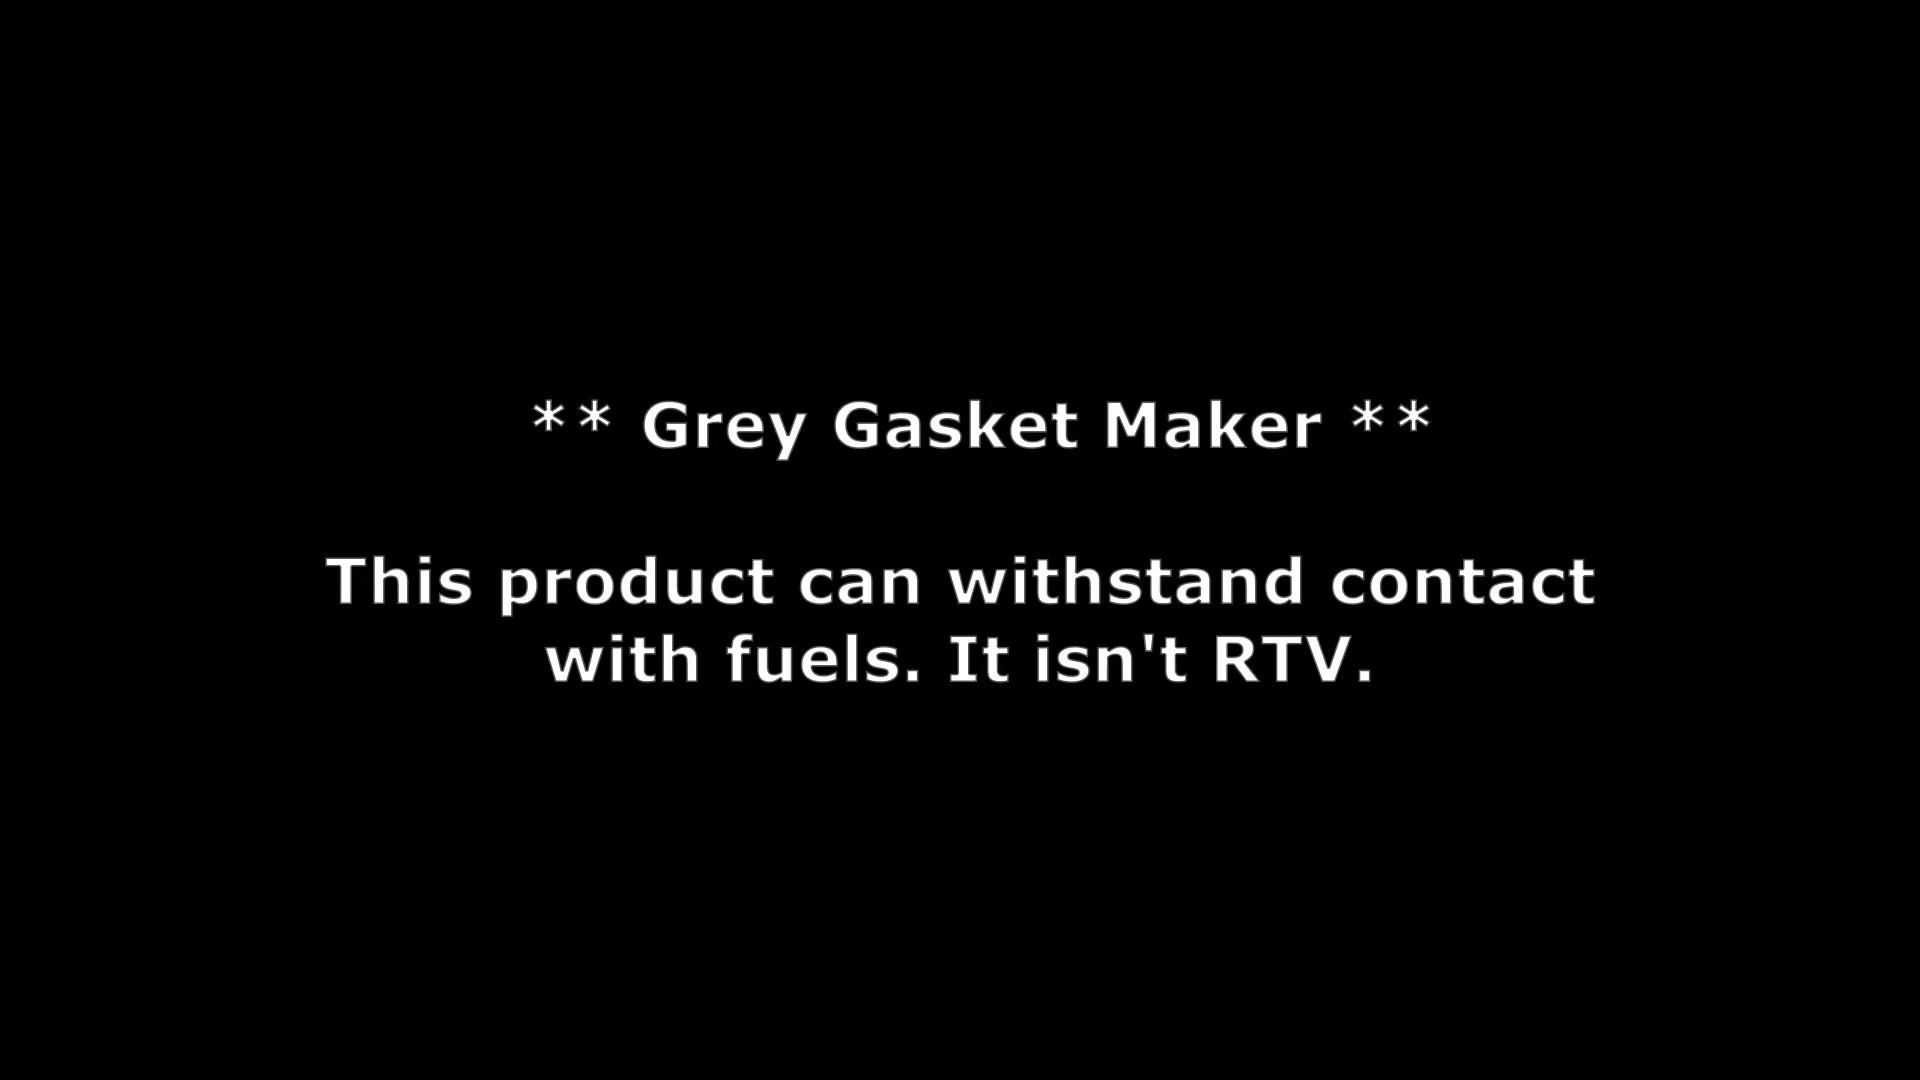 ** Grey Gasket Maker **
This product can withstand contact
with fuels. It isn't RTV.